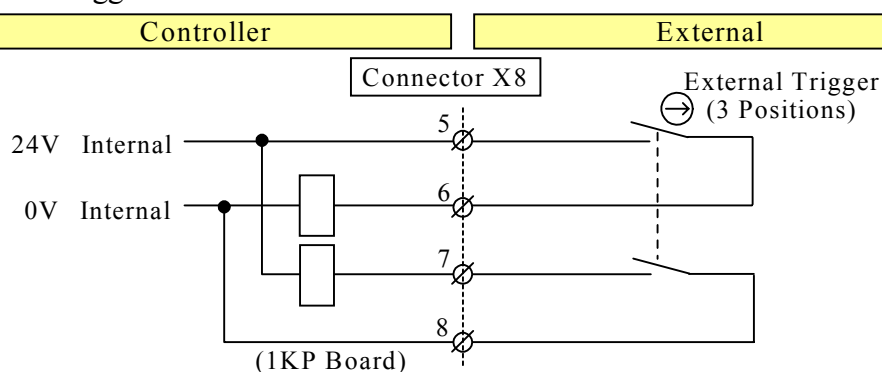 Controller
External
Connector X8
External Trigger
(3 Positions)
5
24V Internal
6
0V Internal
7
8
(1KP Board)